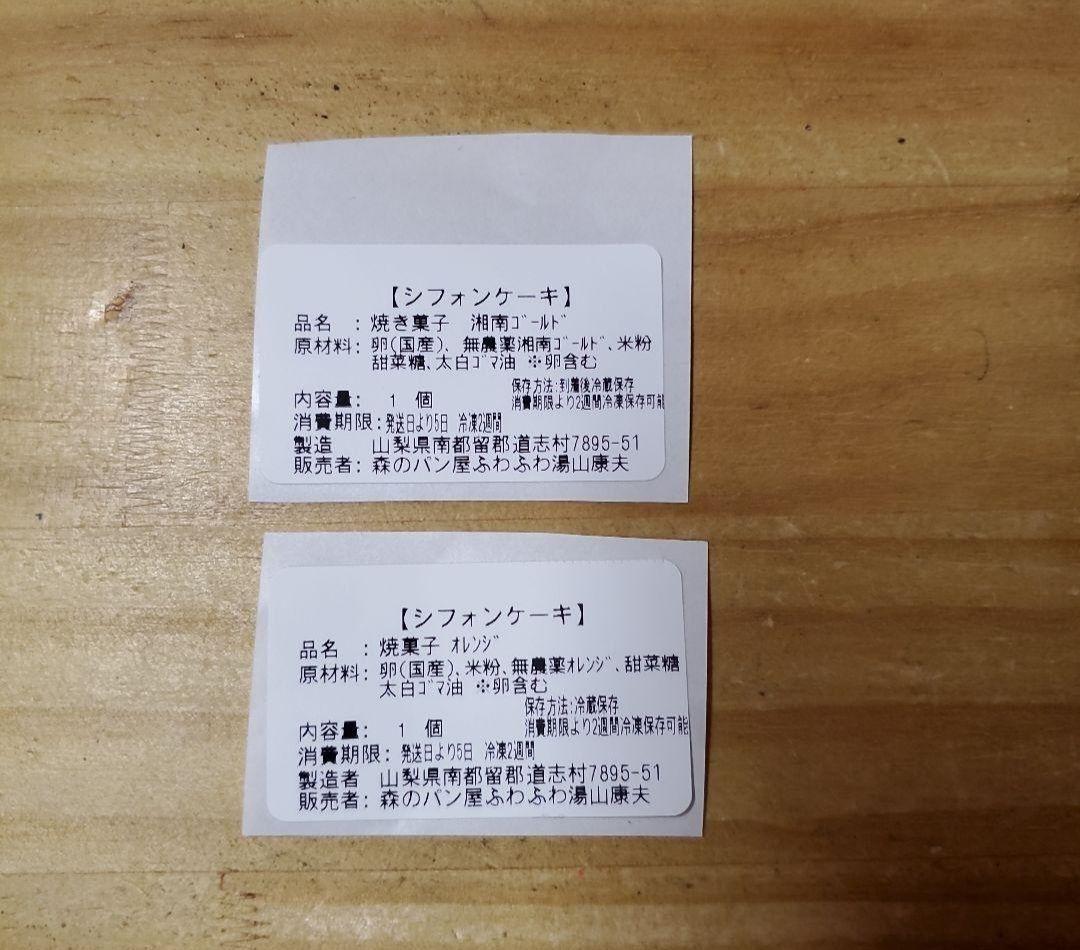 【シフォンケーキ】
品名 : 焼き菓子 湘南ｺﾞｰﾙﾄﾞ
原材料: 卵(国産)、無農薬湘南ｺﾞｰﾙﾄﾞ、米粉
甜菜糖、太白ｺﾞﾏ油 ※卵含む
保存方法:到着後冷蔵保存
内容量: 1 個 消費期限より2週間冷凍保存可能
消費期限:発送日より5日 冷凍2週間
製造 山梨県南都留郡道志村7895-51
販売者: 森のパン屋ふわふわ湯山康夫
【シフォンケーキ】
品名 : 焼菓子 ｵﾚﾝｼﾞ
原材料: 卵(国産)、米粉、無農薬ｵﾚﾝｼﾞ、甜菜糖
太白ｺﾞﾏ油 ※卵含む
保存方法:冷蔵保存
内容量: 1 個 消費期限より2週間冷凍保存可能
消費期限: 発送日より5日 冷凍2週間
製造者 山梨県南都留郡道志村7895-51
販売者: 森のパン屋ふわふわ湯山康夫